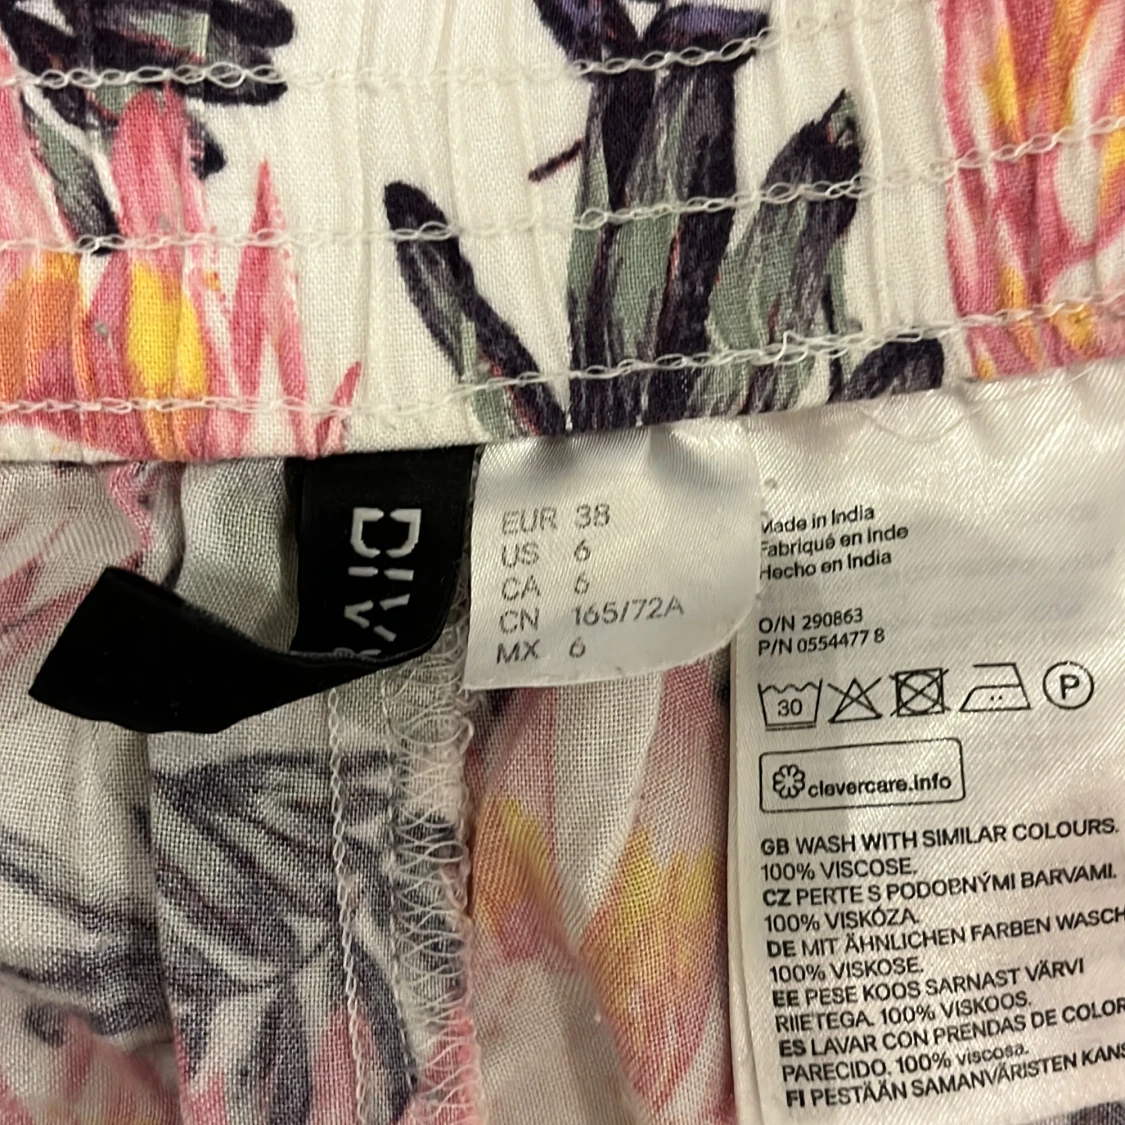 DIV
EUR 38
US 6
CA 6
CN 165/72A
MX 6
Made in India
Fabriqué en Inde
Hecho en India
O/N 290863
P/N 0554477 8
30
P
clevercare.info
GB WASH WITH SIMILAR COLOURS.
100% VISCOSE.
CZ PERTE S PODOBNÝMI BARVAMI.
100% VISKÓZA.
DE MIT ÄHNLICHEN FARBEN WASCH
100% VISKOSE.
EE PESE KOOS SARNAST VÄRVI
RIIETEGA. 100% VISKOOS.
ES LAVAR CON PRENDAS DE COLOR
PARECIDO. 100% viscosa.
FI PESTÄÄN SAMANVÄRISTEN KANS